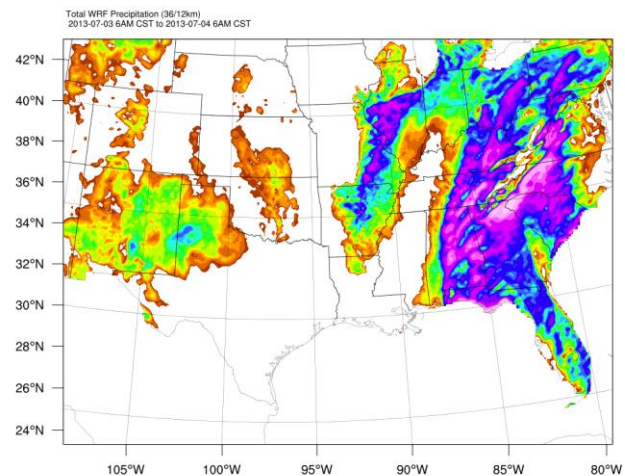 Total WRF Precipitation (36/12km)
2013-07-03 6AM CST to 2013-07-04 6AM CST
42°N
40°N
38°N
36°N
34°N
32°N
30°N
28°N
26°N
24°N
105°W 100°W 95°W 90°W 85°W 80°W